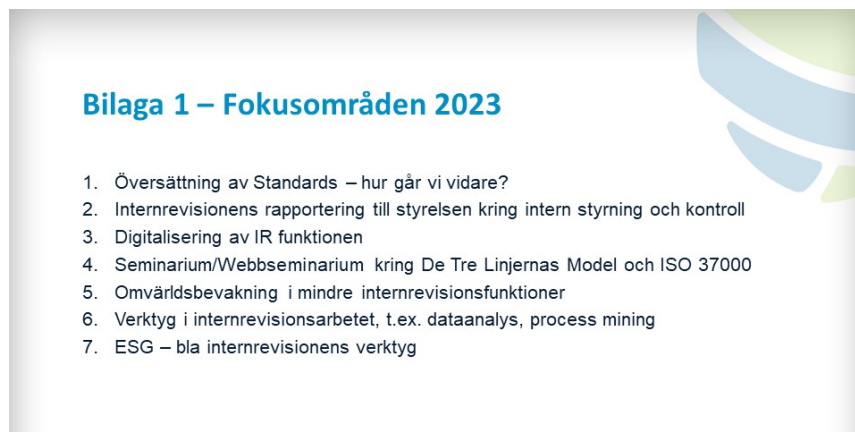 Bilaga 1 – Fokusområden 2023
1. Översättning av Standards – hur går vi vidare?
2. Internrevisionens rapportering till styrelsen kring intern styrning och kontroll
3. Digitalisering av IR funktionen
4. Seminarium/Webbseminarium kring De Tre Linjernas Model och ISO 37000
5. Omvärldsbevakning i mindre internrevisionsfunktioner
6. Verktyg i internrevisionsarbetet, t.ex. dataanalys, process mining
7. ESG – bla internrevisionens verktyg